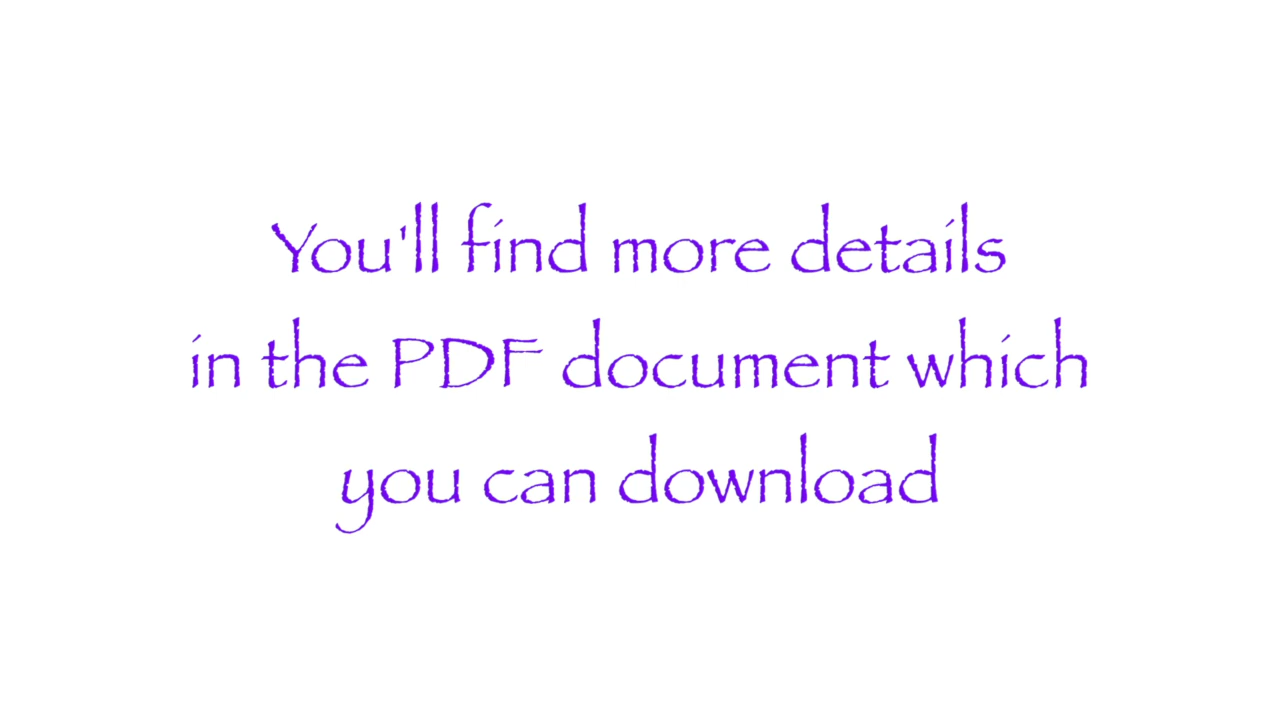 You'll find more details
in the PDF document which
you can download